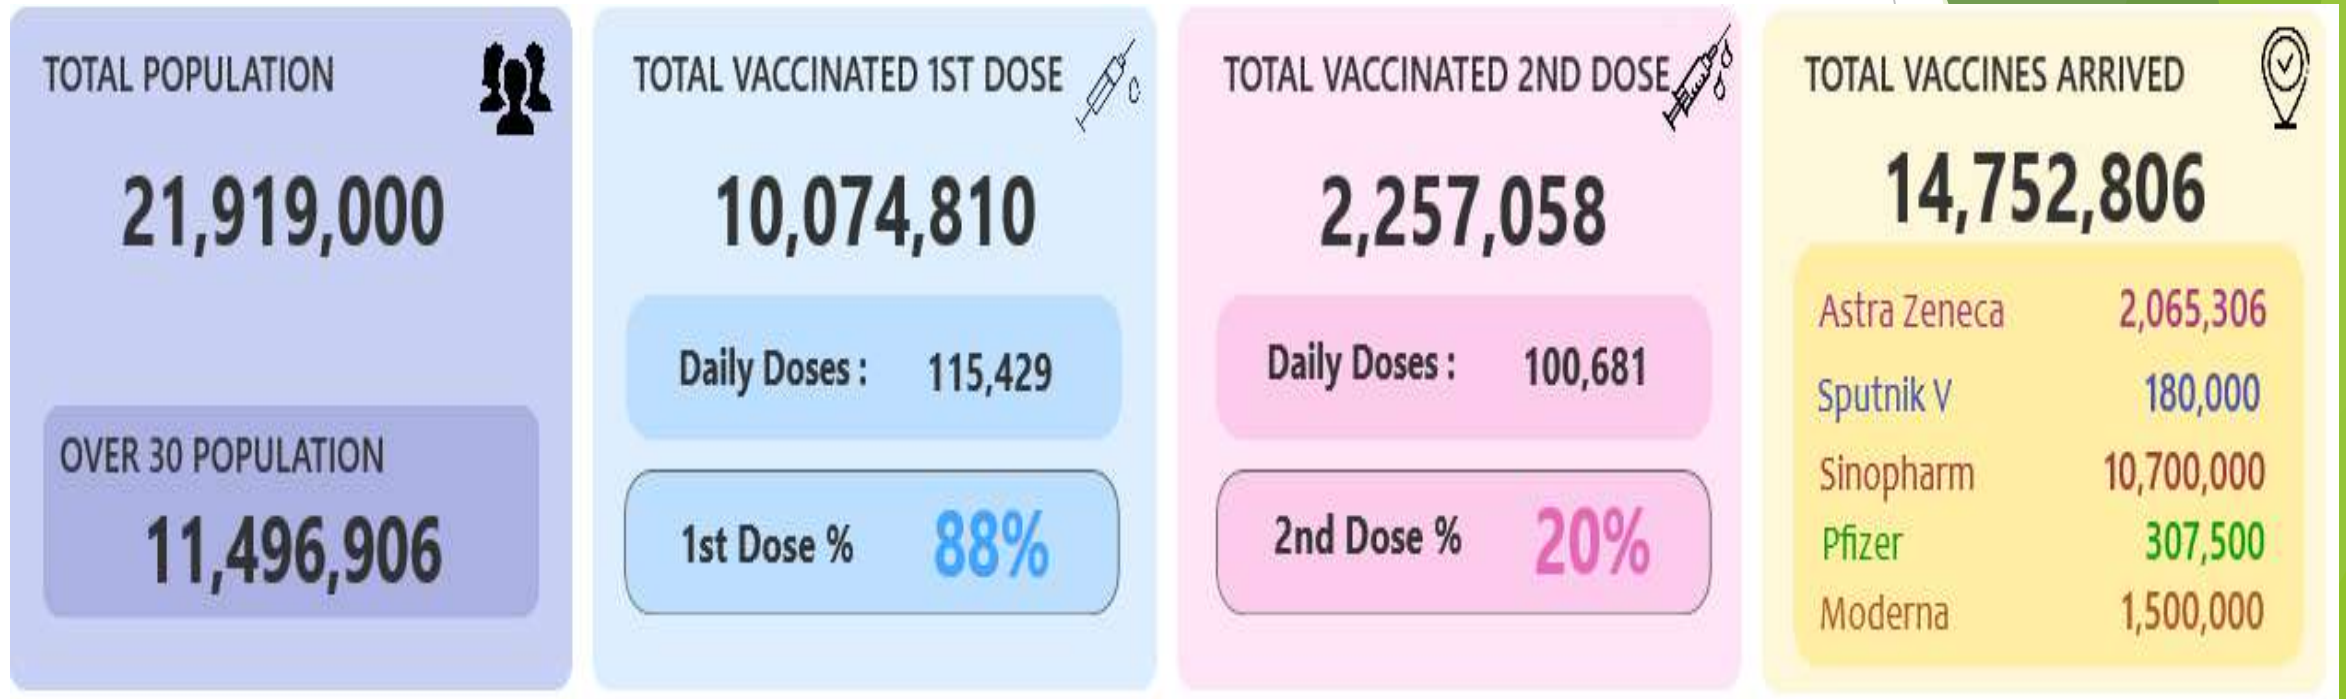 TOTAL POPULATION
21,919,000
OVER 30 POPULATION
11,496,906
TOTAL VACCINATED 1ST DOSE
10,074,810
Daily Doses : 115,429
1st Dose % 88%
TOTAL VACCINATED 2ND DOSE
2,257,058
Daily Doses : 100,681
2nd Dose % 20%
TOTAL VACCINES ARRIVED
14,752,806
Astra Zeneca 2,065,306
Sputnik V 180,000
Sinopharm 10,700,000
Pfizer 307,500
Moderna 1,500,000